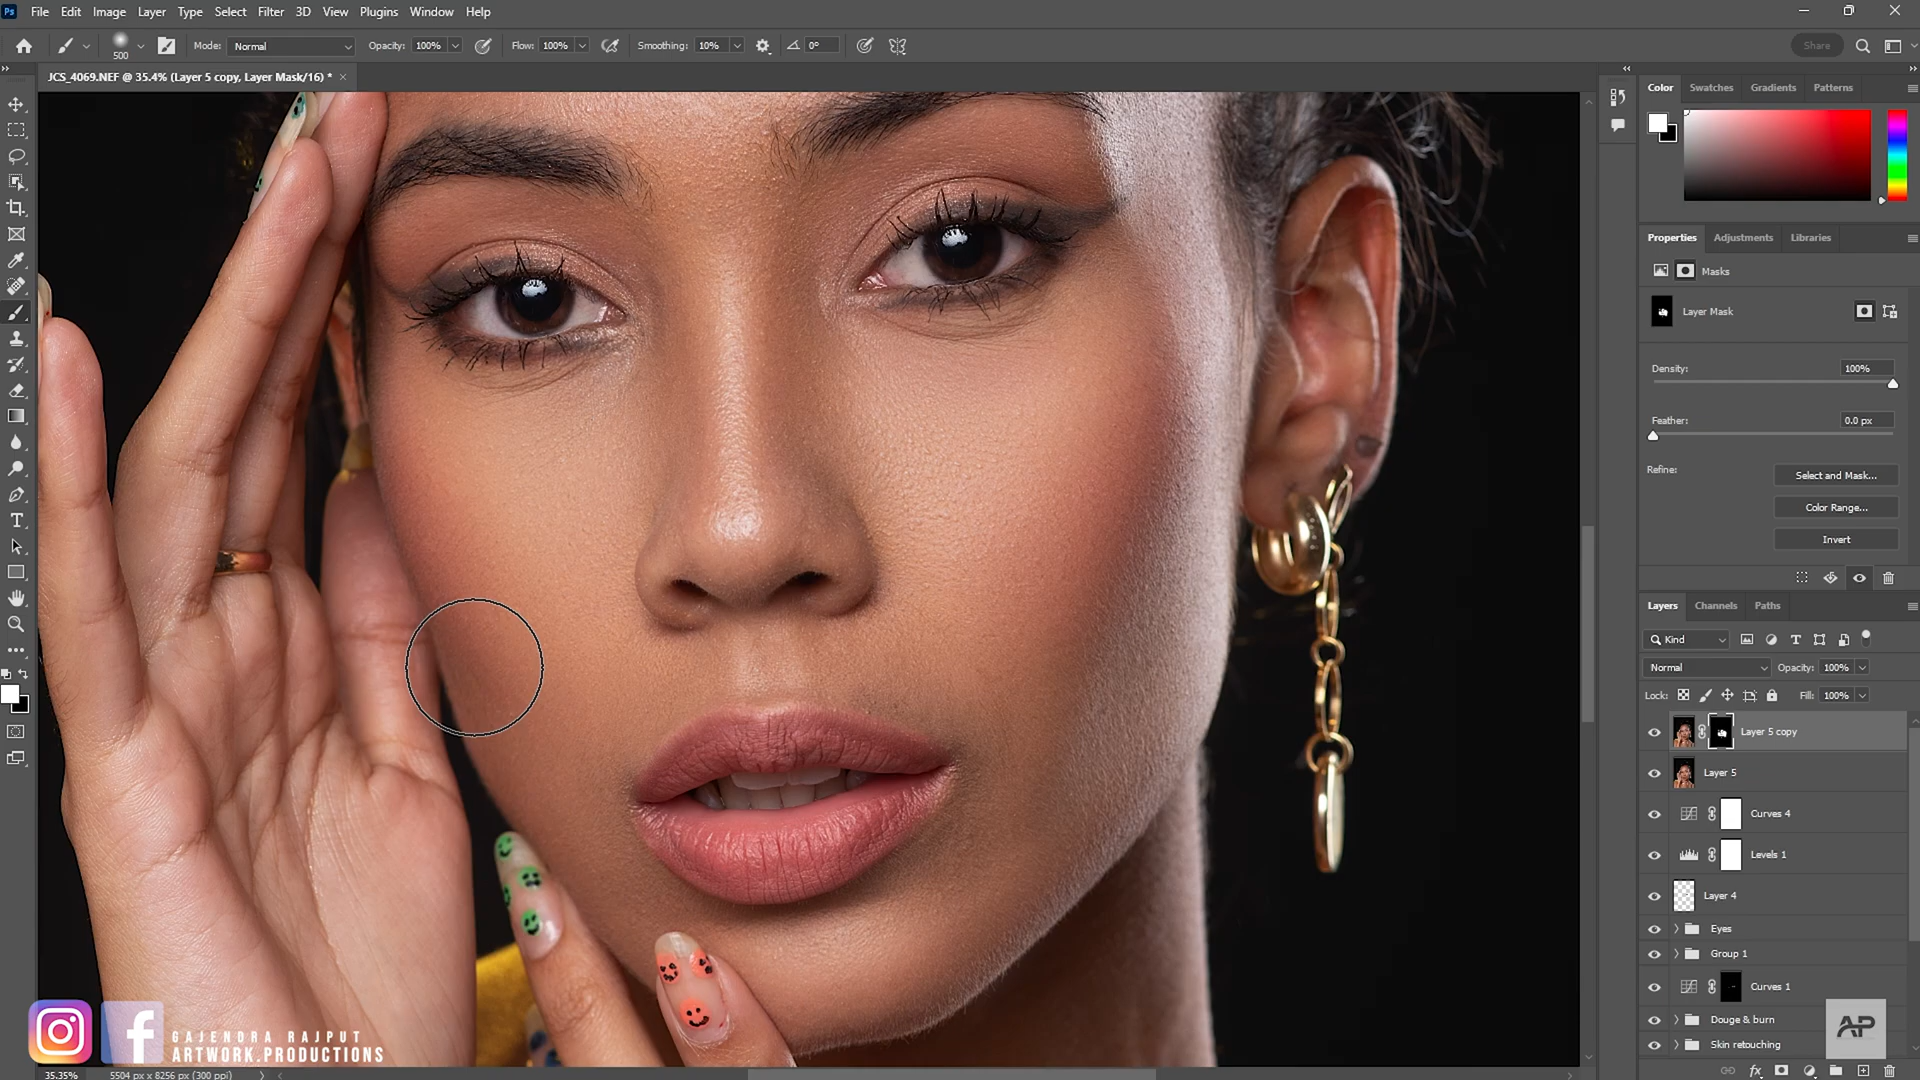 Ps File Edit Image Layer Type Select Filter 3D View Plugins Window Help
500 Mode: Normal Opacity: 100% Flow: 100% Smoothing: 10% 0° Share
JCS_4069.NEF @ 35.4% (Layer 5 copy, Layer Mask/16) * ×
Color Swatches Gradients Patterns
Properties Adjustments Libraries
Masks
Layer Mask
Density: 100%
Feather: 0.0 px
Refine:
Select and Mask...
Color Range...
Invert
Layers Channels Paths
Kind
Normal Opacity: 100%
Lock: Fill: 100%
Layer 5 copy
Layer 5
Curves 4
Levels 1
Layer 4
Eyes
Group 1
Curves 1
Douge & burn
Skin retouching
fx
AP
GAJENDRA RAJPUT
ARTWORK.PRODUCTIONS
35.35% 5504 px x 8256 px (300 ppi)